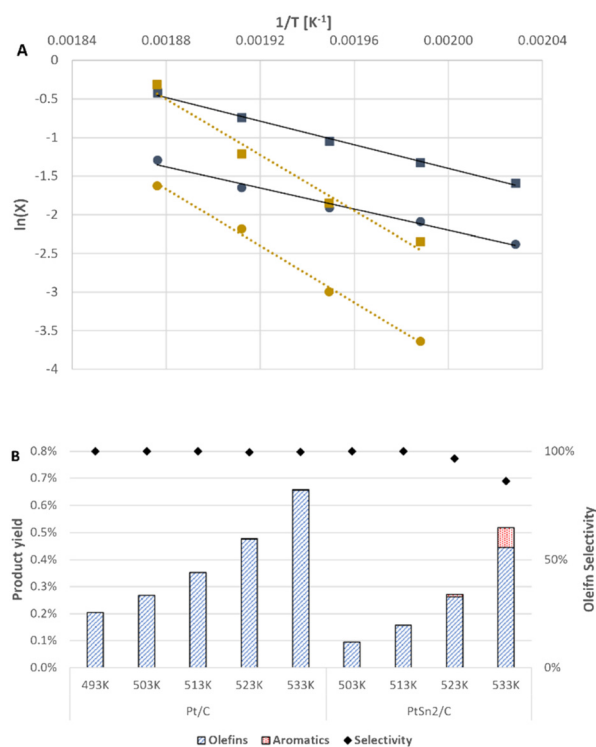 1/T [K⁻¹]
0.00184 0.00188 0.00192 0.00196 0.00200 0.00204
A
0
-0.5
-1
-1.5
-2
-2.5
-3
-3.5
-4
ln(X)
B
0.8% 100%
0.7%
0.6%
0.5%
0.4% 50%
0.3%
0.2%
0.1%
0.0% 0%
Product yield
Oleifn Selectivity
493K 503K 513K 523K 533K 503K 513K 523K 533K
Pt/C PtSn2/C
Olefins Aromatics Selectivity